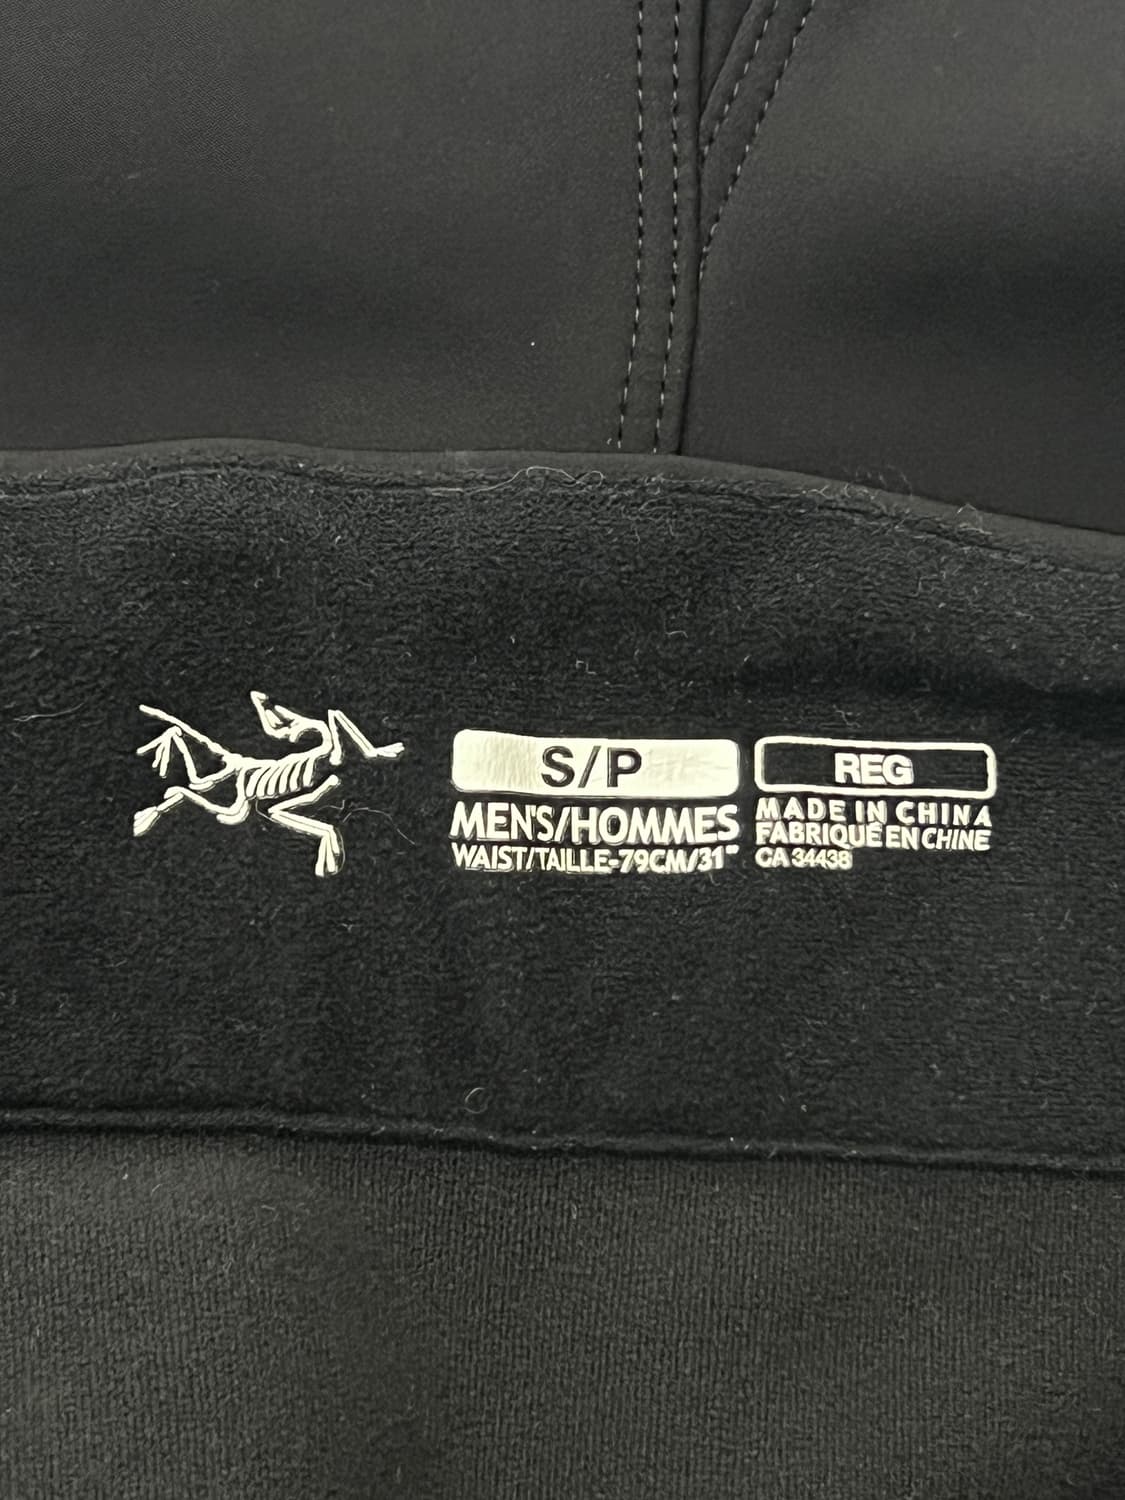 S/P
MEN'S/HOMMES
WAIST/TAILLE-79CM/31"
REG
MADE IN CHINA
FABRIQUÉ EN CHINE
CA 34438